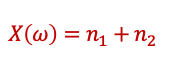 X(ω) = n₁ + n₂